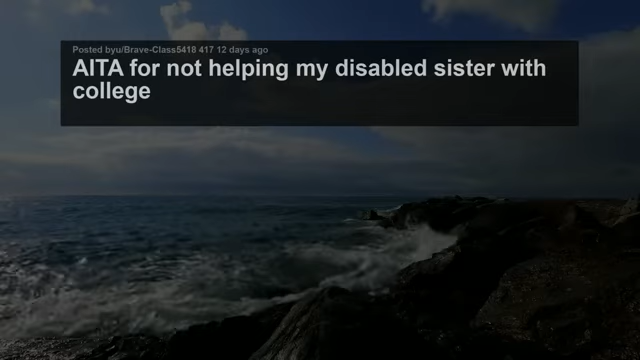 Posted byu/Brave-Class5418 417 12 days ago
AITA for not helping my disabled sister with
college